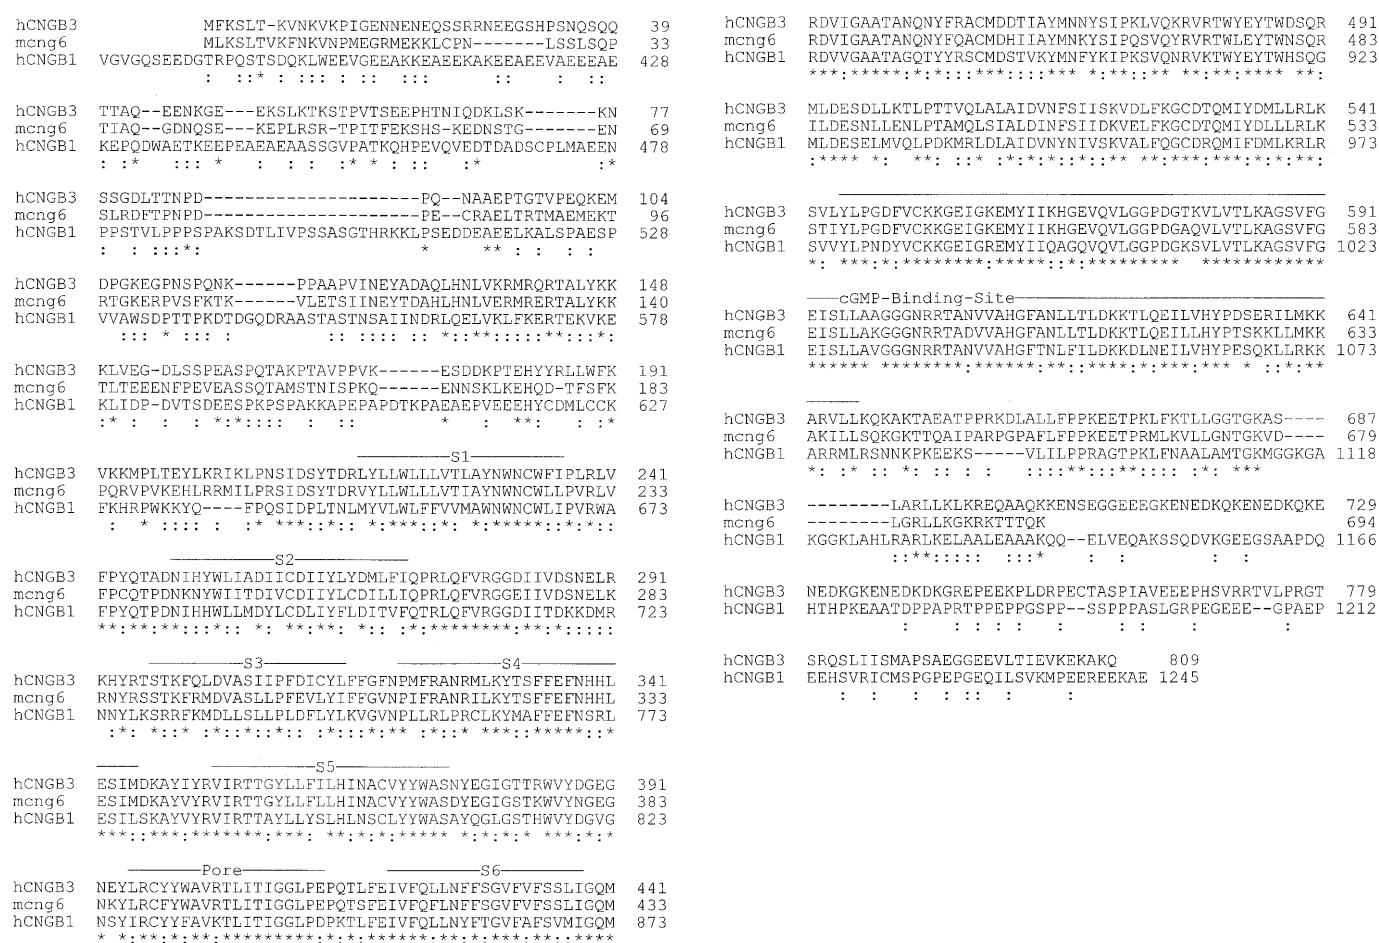 hCNGB3 MFKSLT-KVNKVKPIGENNENEQSSRRNEEGSHPSNQSQQ 39
mcng6 MLKSLTVKFNKVNPMEGRMEKKLCPN-------LSSLSQP 33
hCNGB1 VGVGQSEEDGTRPQSTSDQKLWEEVGEEAKKEAEEKAKEEAEEVAEEEAE 428
hCNGB3 TTAQ--EENKGE---EKSLKTKSTPVTSEEPHTNIQDKLSK------KN 77
mcng6 TIAQ--GDNQSE---KEPLRSR-TPITFEKSHS-KEDNSTG------EN 69
hCNGB1 KEPQDWAETKEEPEAEAEAASSGVPATKQHPEVQVEDTDADSCPLMAEEN 478
hCNGB3 SSGDLTTNPD---------------------PQ--NAAEPTGTVPEQKEM 104
mcng6 SLRDFTPNPD---------------------PE--CRAELTRTMAEMEKT 96
hCNGB1 PPSTVLPPPSPAKSDTLIVPSSASGTHRKKLPSEDDEAEELKALSPAESP 528
hCNGB3 DPGKEGPNSPQNK------PPAAPVINEYADAQLHNLVKRMRQRTALYKK 148
mcng6 RTGKERPVSFKTK------VLETSIINEYTDAHLHNLVERMRERTALYKK 140
hCNGB1 VVAWSDPTTPKDTDGQDRAASTASTNSAIINDRLQELVKLFKERTEKVKE 578
hCNGB3 KLVEG-DLSSPEASPQTAKPTAVPPVK------ESDDKPTEHYYRLLWFK 191
mcng6 TLTEEENFPEVEASSQTAMSTNISPKQ------ENNSKLKEHQD-TFSFK 183
hCNGB1 KLIDP-DVTSDEESPKPSPAKKAPEPAPDTKPAEAEPVEEEHYCDMLCCK 627
S1
hCNGB3 VKKMPLTEYLKRIKLPNSIDSYTDRLYLLWLLLVTLAYNWNCWFIPLRLV 241
mcng6 PQRVPVKEHLRRMILPRSIDSYTDRVYLLWLLLVTIAYNWNCWLLPVRLV 233
hCNGB1 FKHRPWKKYQ----FPQSIDPLTNLMYVLWLFFVVMAWNWNCWLIPVRWA 673
S2
hCNGB3 FPYQTADNIHYWLIADIICDIIYLYDMLFIQPRLQFVRGGDIIVDSNELR 291
mcng6 FPCQTPDNKNYWIITDIVCDIIYLCDILLIQPRLQFVRGGEIIVDSNELK 283
hCNGB1 FPYQTPDNIHHWLLMDYLCDLIYFLDITVFQTRLQFVRGGDIITDKKDMR 723
S3 S4
hCNGB3 KHYRTSTKFQLDVASIIPFDICYLFFGFNPMFRANRMLKYTSFFEFNHHL 341
mcng6 RNYRSSTKFRMDVASLLPFEVLYIFFGVNPIFRANRILKYTSFFEFNHHL 333
hCNGB1 NNYLKSRRFKMDLLSLLPLDFLYLKVGVNPLLRLPRCLKYMAFFEFNSRL 773
S5
hCNGB3 ESIMDKAYIYRVIRTTGYLLFILHINACVYYWASNYEGIGTTRWVYDGEG 391
mcng6 ESIMDKAYVYRVIRTTGYLLFLLHINACVYYWASDYEGIGSTKWVYNGEG 383
hCNGB1 ESILSKAYVYRVIRTTAYLLYSLHLNSCLYYWASAYQGLGSTHWVYDGVG 823
Pore S6
hCNGB3 NEYLRCYYWAVRTLITIGGLPEPQTLFEIVFQLLNFFSGVFVFSSLIGQM 441
mcng6 NKYLRCFYWAVRTLITIGGLPEPQTSFEIVFQFLNFFSGVFVFSSLIGQM 433
hCNGB1 NSYIRCYYFAVKTLITIGGLPDPKTLFEIVFQLLNYFTGVFAFSVMIGQM 873
hCNGB3 RDVIGAATANQNYFRACMDDTIAYMNNYSIPKLVQKRVRTWYEYTWDSQR 491
mcng6 RDVIGAATANQNYFQACMDHIIAYMNKYSIPQSVQYRVRTWLEYTWNSQR 483
hCNGB1 RDVVGAATAGQTYYRSCMDSTVKYMNFYKIPKSVQNRVKTWYEYTWHSQG 923
hCNGB3 MLDESDLLKTLPTTVQLALAIDVNFSIISKVDLFKGCDTQMIYDMLLRLK 541
mcng6 ILDESNLLENLPTAMQLSIALDINFSIIDKVELFKGCDTQMIYDLLLRLK 533
hCNGB1 MLDESELMVQLPDKMRLDLAIDVNYNIVSKVALFQGCDRQMIFDMLKRLR 973
hCNGB3 SVLYLPGDFVCKKGEIGKEMYIIKHGEVQVLGGPDGTKVLVTLKAGSVFG 591
mcng6 STIYLPGDFVCKKGEIGKEMYIIKHGEVQVLGGPDGAQVLVTLKAGSVFG 583
hCNGB1 SVVYLPNDYVCKKGEIGREMYIIQAGQVQVLGGPDGKSVLVTLKAGSVFG 1023
cGMP-Binding-Site
hCNGB3 EISLLAAGGGNRRTANVVAHGFANLLTLDKKTLQEILVHYPDSERILMKK 641
mcng6 EISLLAKGGGNRRTADVVAHGFANLLTLDKKTLQEILLHYPTSKKLLMKK 633
hCNGB1 EISLLAVGGGNRRTANVVAHGFTNLFILDKKDLNEILVHYPESQKLLRKK 1073
hCNGB3 ARVLLKQKAKTAEATPPRKDLALLFPPKEETPKLFKTLLGGTGKAS---- 687
mcng6 AKILLSQKGKTTQAIPARPGPAFLFPPKEETPRMLKVLLGNTGKVD---- 679
hCNGB1 ARRMLRSNNKPKEEKS-----VLILPPRAGTPKLFNAALAMTGKMGGKGA 1118
hCNGB3 --------LARLLKLKREQAAQKKENSEGGEEEGKENEDKQKENEDKQKE 729
mcng6 --------LGRLLKGKRKTTTQK 694
hCNGB1 KGGKLAHLRARLKELAALEAAAKQQ--ELVEQAKSSQDVKGEEGSAAPDQ 1166
hCNGB3 NEDKGKENEDKDKGREPEEKPLDRPECTASPIAVEEEPHSVRRTVLPRGT 779
hCNGB1 HTHPKEAATDPPAPRTPPEPPGSPP--SSPPPASLGRPEGEEE--GPAEP 1212
hCNGB3 SRQSLIISMAPSAEGGEEVLTIEVKEKAKQ 809
hCNGB1 EEHSVRICMSPGPEPGEQILSVKMPEEREEKAE 1245